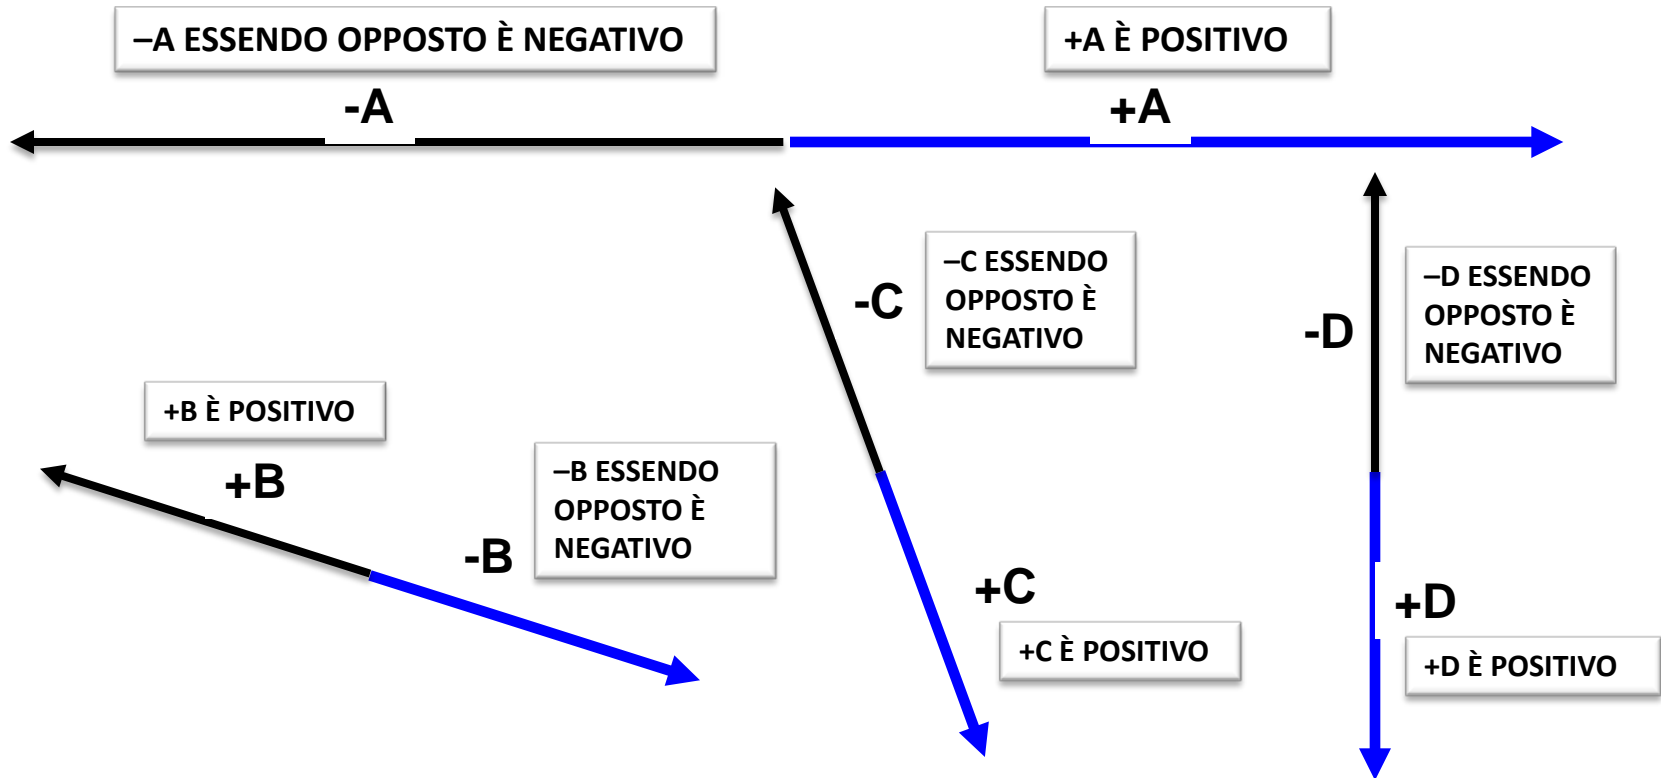 –A ESSENDO OPPOSTO È NEGATIVO
+A È POSITIVO
-A
+A
-C
–C ESSENDO
OPPOSTO È
NEGATIVO
-D
–D ESSENDO
OPPOSTO È
NEGATIVO
+B È POSITIVO
+B
-B
–B ESSENDO
OPPOSTO È
NEGATIVO
+C
+C È POSITIVO
+D
+D È POSITIVO